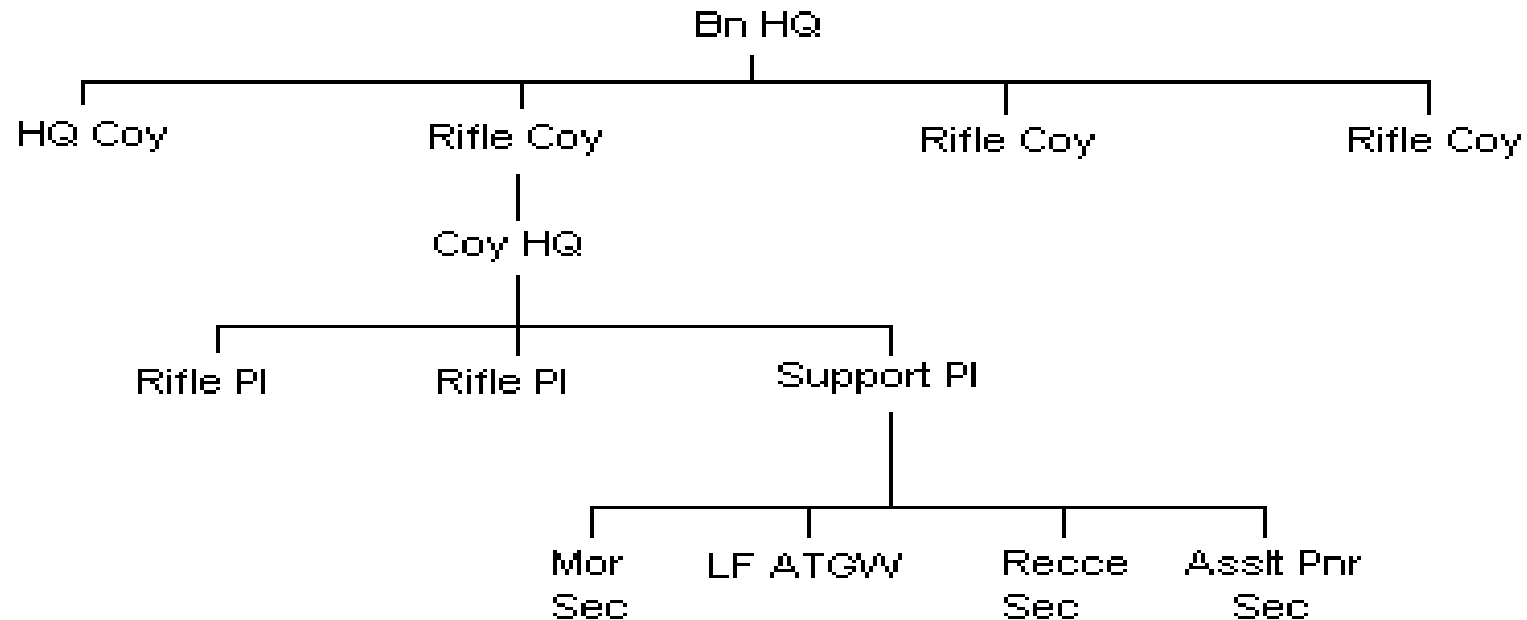 Bn HQ
HQ Coy
Rifle Coy
Rifle Coy
Rifle Coy
Coy HQ
Rifle Pl
Rifle Pl
Support Pl
Mor
Sec
LF ATGW
Recce
Sec
Asslt Pnr
Sec